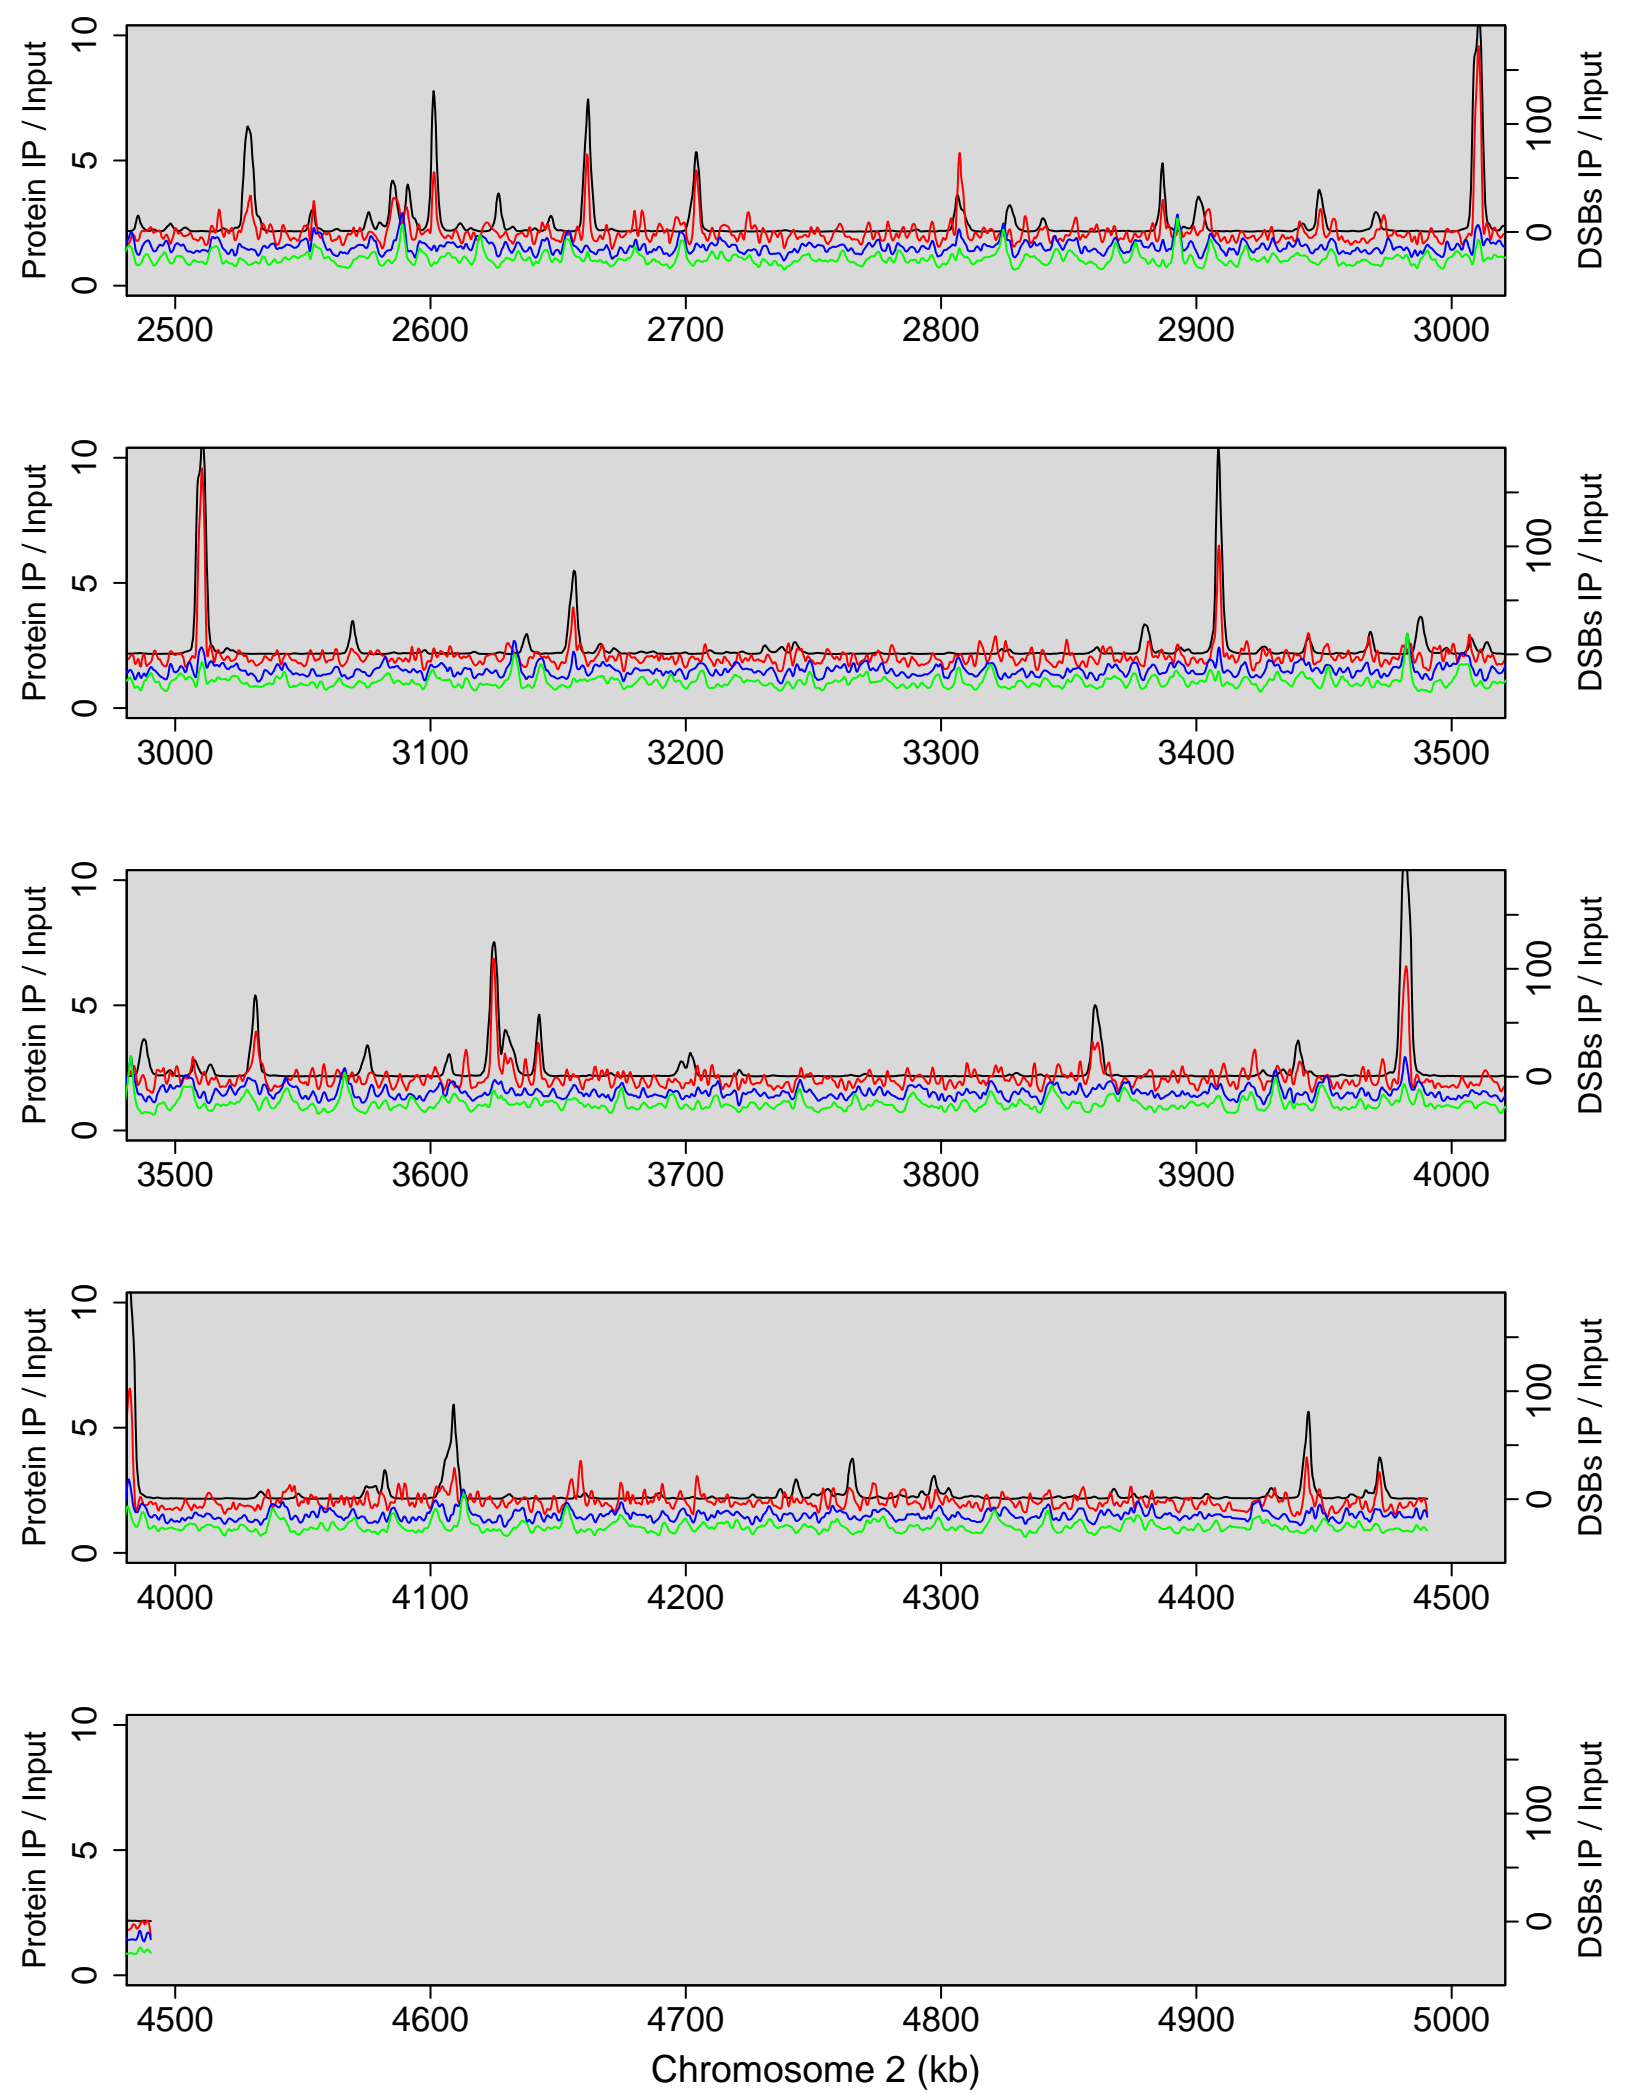 Protein IP / Input
10
5
0
DSBs IP / Input
100
0
2500 2600 2700 2800 2900 3000
Protein IP / Input
10
5
0
DSBs IP / Input
100
0
3000 3100 3200 3300 3400 3500
Protein IP / Input
10
5
0
DSBs IP / Input
100
0
3500 3600 3700 3800 3900 4000
Protein IP / Input
10
5
0
DSBs IP / Input
100
0
4000 4100 4200 4300 4400 4500
Protein IP / Input
10
5
0
DSBs IP / Input
100
0
4500 4600 4700 4800 4900 5000
Chromosome 2 (kb)